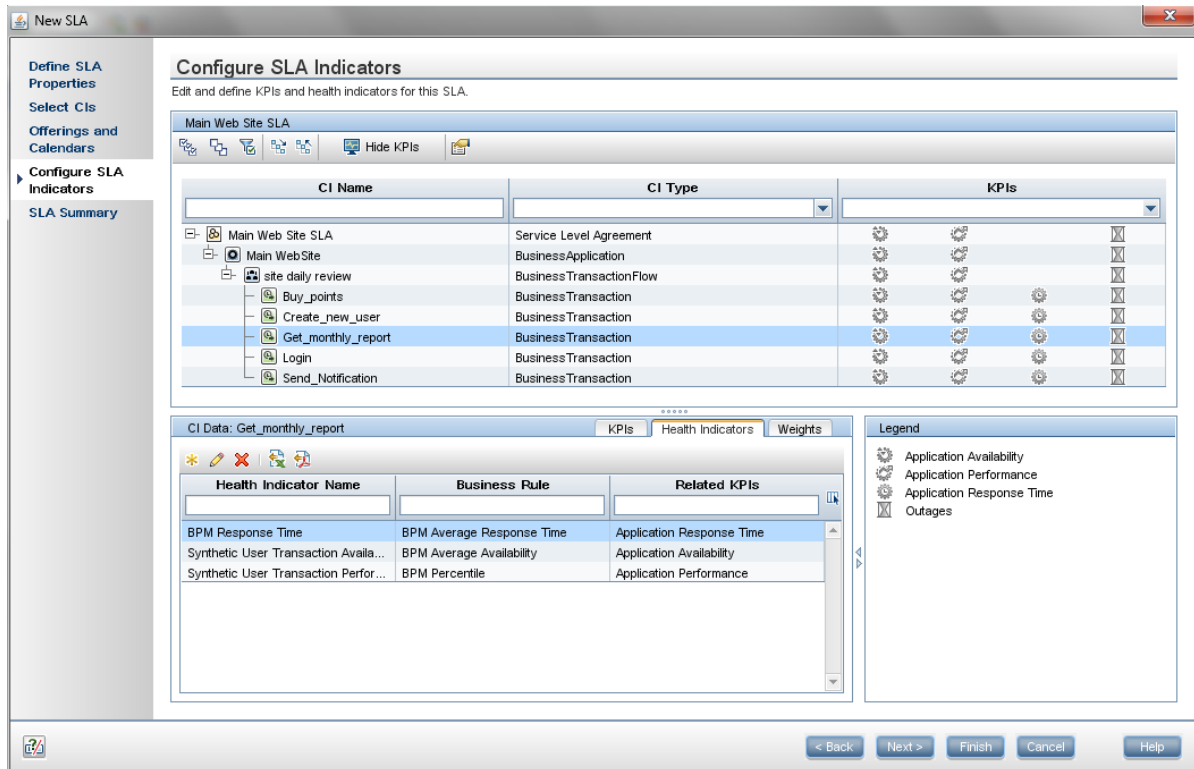 New SLA
Define SLA
Properties
Select CIs
Offerings and
Calendars
Configure SLA
Indicators
SLA Summary
Configure SLA Indicators
Edit and define KPIs and health indicators for this SLA.
Main Web Site SLA
Hide KPIs
CI Name CI Type KPIs
Main Web Site SLA Service Level Agreement
Main WebSite BusinessApplication
site daily review BusinessTransactionFlow
Buy_points BusinessTransaction
Create_new_user BusinessTransaction
Get_monthly_report BusinessTransaction
Login BusinessTransaction
Send_Notification BusinessTransaction
CI Data: Get_monthly_report KPIs Health Indicators Weights
Health Indicator Name Business Rule Related KPIs
BPM Response Time BPM Average Response Time Application Response Time
Synthetic User Transaction Availa... BPM Average Availability Application Availability
Synthetic User Transaction Perfor... BPM Percentile Application Performance
Legend
Application Availability
Application Performance
Application Response Time
Outages
< Back Next > Finish Cancel Help